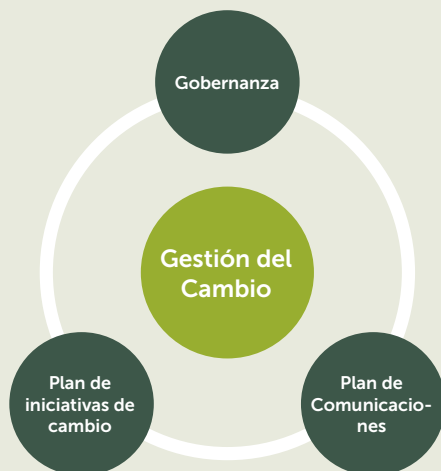 Gobernanza
Gestión del
Cambio
Plan de
iniciativas de
cambio
Plan de
Comunicacio-
nes